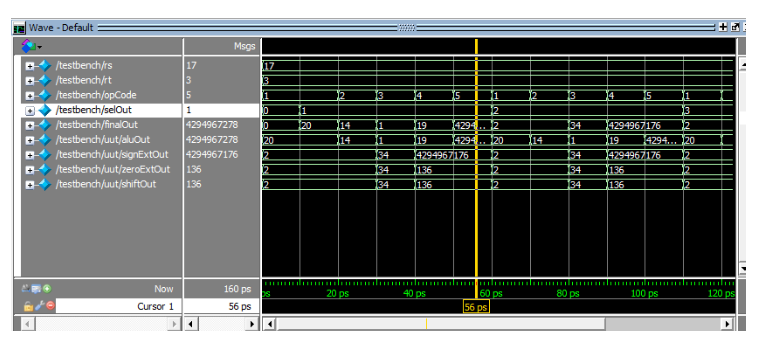 Wave - Default
Msgs
/testbench/rs 17 17
/testbench/rt 3 3
/testbench/opCode 5 1 2 3 4 5 1 2 3 4 5 1
/testbench/selOut 1 0 1 2 3
/testbench/finalOut 4294967278 0 20 14 1 19 4294... 2 34 4294967176 2
/testbench/uut/aluOut 4294967278 20 14 1 19 4294... 20 14 1 19 4294... 20
/testbench/uut/signExtOut 4294967176 2 34 4294967176 2 34 4294967176 2
/testbench/uut/zeroExtOut 136 2 34 136 2 34 136 2
/testbench/uut/shiftOut 136 2 34 136 2 34 136 2
Now 160 ps ps 20 ps 40 ps 60 ps 80 ps 100 ps 120 ps
Cursor 1 56 ps 56 ps